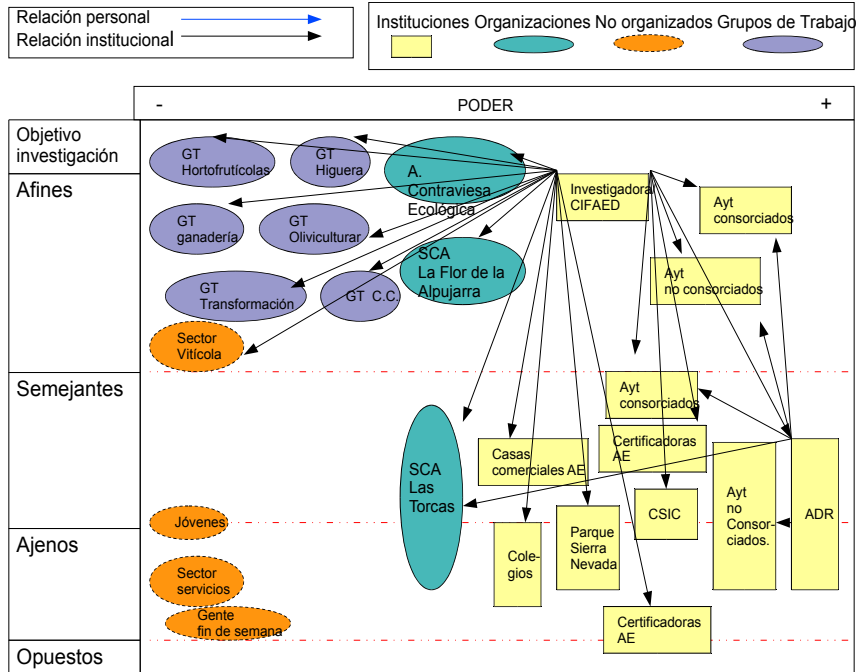 Relación personal
Relación institucional
Instituciones Organizaciones No organizados Grupos de Trabajo
-
PODER
+
Objetivo
investigación
GT
Hortofrutícolas
GT
Higuera
A.
Contraviesa
Ecológica
Afines
Investigadora
CIFAED
Ayt
consorciados
GT
ganadería
GT
Oliviculturar
SCA
La Flor de la
Alpujarra
Ayt
no consorciados
GT
Transformación
GT C.C.
Sector
Vitícola
Semejantes
Ayt
consorciados
Casas
comerciales AE
Certificadoras
AE
SCA
Las
Torcas
Ayt
no
Consor-
ciados.
ADR
CSIC
Jóvenes
Ajenos
Cole-
gios
Parque
Sierra
Nevada
Sector
servicios
Gente
fin de semana
Certificadoras
AE
Opuestos